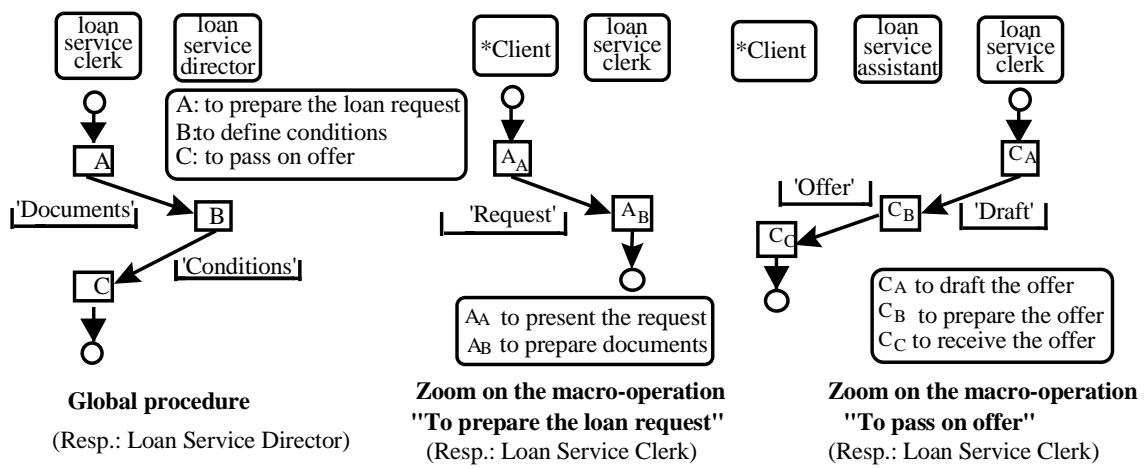 loan
service
clerk
loan
service
director
A: to prepare the loan request
B:to define conditions
C: to pass on offer
A
'Documents'
B
'Conditions'
C
Global procedure
(Resp.: Loan Service Director)
*Client
loan
service
clerk
AA
'Request'
AB
AA to present the request
AB to prepare documents
Zoom on the macro-operation
"To prepare the loan request"
(Resp.: Loan Service Clerk)
*Client
loan
service
assistant
loan
service
clerk
CA
'Offer'
CB
'Draft'
CC
CA to draft the offer
CB to prepare the offer
CC to receive the offer
Zoom on the macro-operation
"To pass on offer"
(Resp.: Loan Service Clerk)